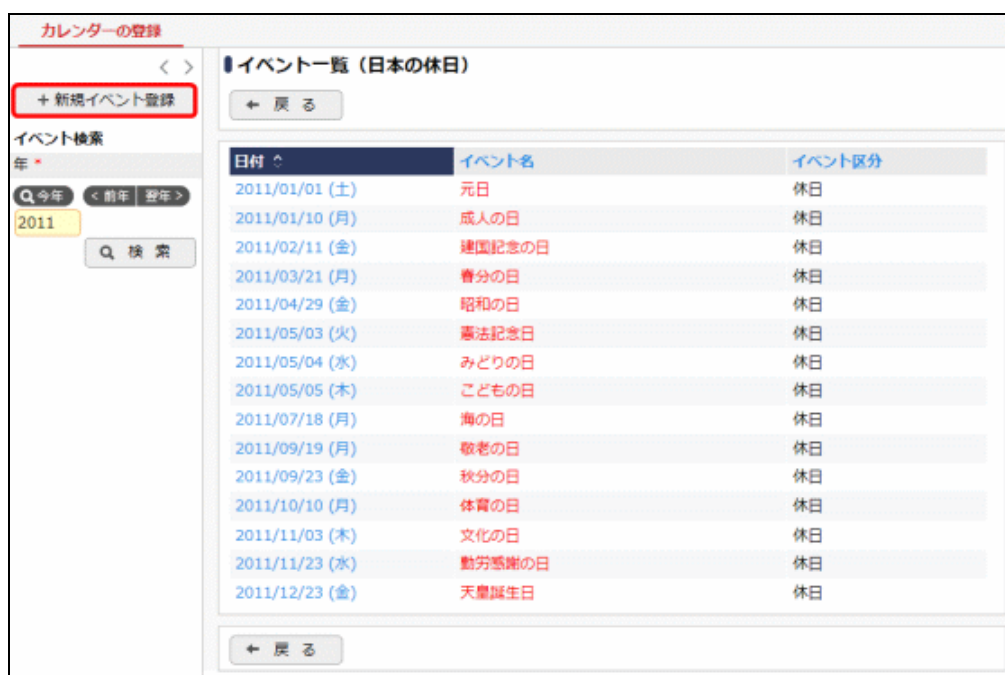 カレンダーの登録
< >
+ 新規イベント登録
イベント検索
年 *
今年 < 前年 翌年 >
2011
検 索
イベント一覧（日本の休日）
← 戻 る
日付 イベント名 イベント区分
2011/01/01 (土) 元日 休日
2011/01/10 (月) 成人の日 休日
2011/02/11 (金) 建国記念の日 休日
2011/03/21 (月) 春分の日 休日
2011/04/29 (金) 昭和の日 休日
2011/05/03 (火) 憲法記念日 休日
2011/05/04 (水) みどりの日 休日
2011/05/05 (木) こどもの日 休日
2011/07/18 (月) 海の日 休日
2011/09/19 (月) 敬老の日 休日
2011/09/23 (金) 秋分の日 休日
2011/10/10 (月) 体育の日 休日
2011/11/03 (木) 文化の日 休日
2011/11/23 (水) 勤労感謝の日 休日
2011/12/23 (金) 天皇誕生日 休日
← 戻 る